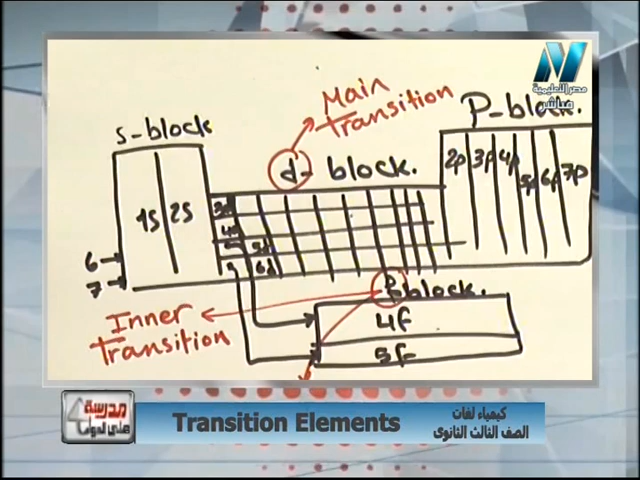 مصر التعليمية
مباشر
Main
Transition
s-block
d-block.
P-block.
1s 2s
2p 3p 4p 5p 6p 7p
3d
4d
5d
6d
6
7
f block.
4f
5f
Inner
Transition
مدرسة
على الهواء
Transition Elements
كيمياء لغات
الصف الثالث الثانوى